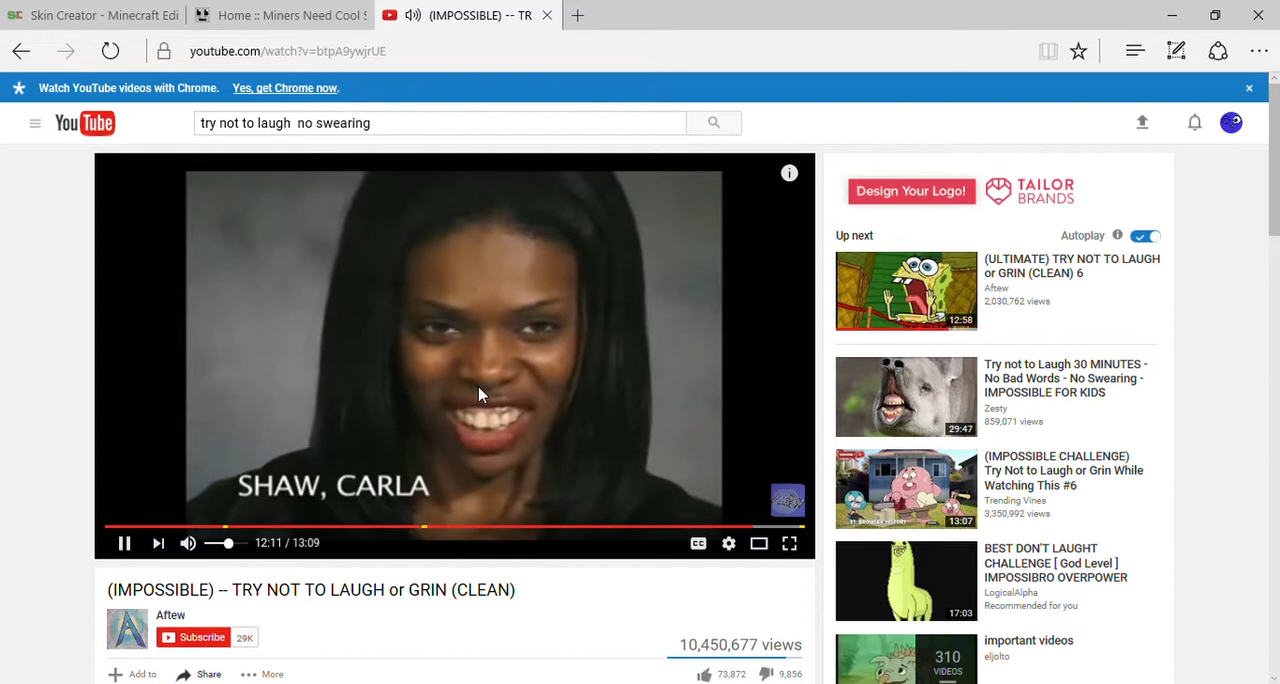 Skin Creator - Minecraft Edi
Home :: Miners Need Cool S
(IMPOSSIBLE) -- TR
youtube.com/watch?v=btpA9ywjrUE
Watch YouTube videos with Chrome. Yes, get Chrome now.
YouTube
try not to laugh  no swearing
SHAW, CARLA
12:11 / 13:09
CC
(IMPOSSIBLE) -- TRY NOT TO LAUGH or GRIN (CLEAN)
Aftew
Subscribe 29K
10,450,677 views
Add to Share More
73,872 9,856
Design Your Logo! TAILOR
BRANDS
Up next Autoplay
12:58
(ULTIMATE) TRY NOT TO LAUGH
or GRIN (CLEAN) 6
Aftew
2,030,762 views
29:47
Try not to Laugh 30 MINUTES -
No Bad Words - No Swearing -
IMPOSSIBLE FOR KIDS
Zesty
859,071 views
13:07
(IMPOSSIBLE CHALLENGE)
Try Not to Laugh or Grin While
Watching This #6
Trending Vines
3,350,992 views
17:03
BEST DON'T LAUGHT
CHALLENGE [ God Level ]
IMPOSSIBRO OVERPOWER
LogicalAlpha
Recommended for you
310
VIDEOS
important videos
eljolto